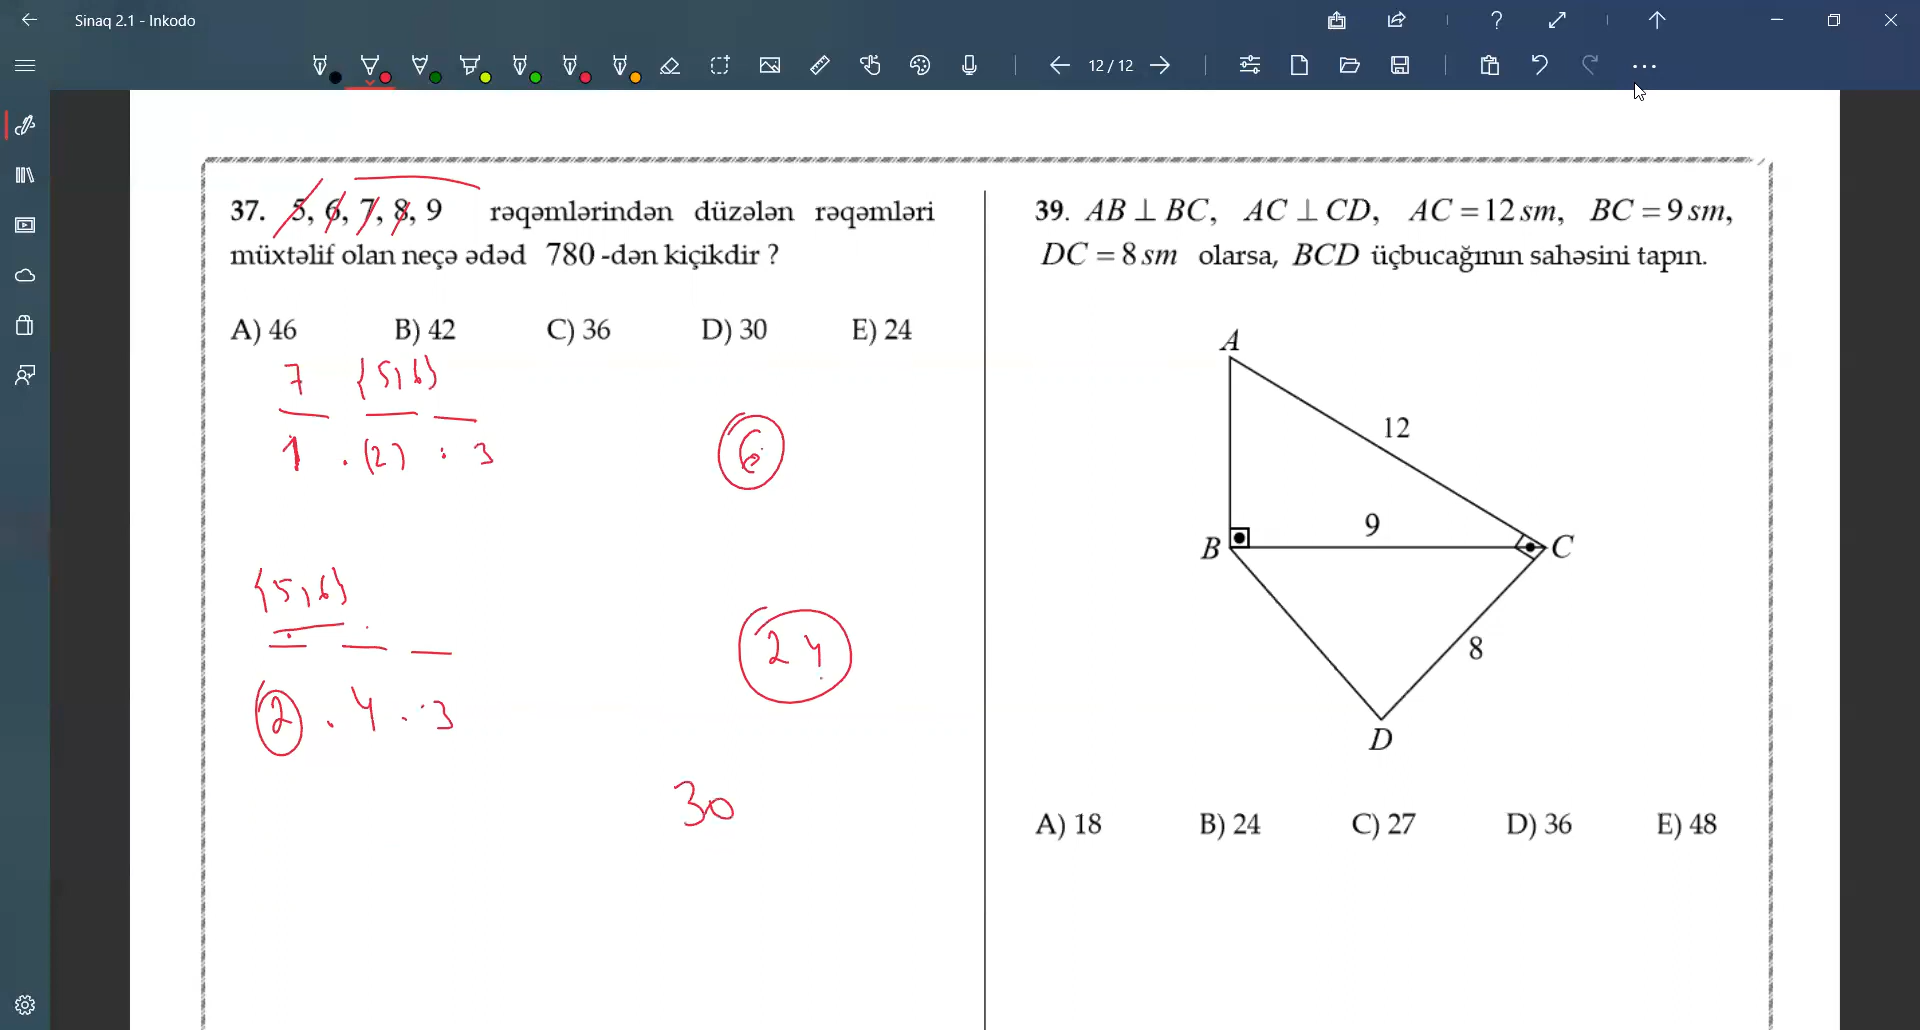 Sinaq 2.1 - Inkodo
12 / 12
37. 5, 6, 7, 8, 9 rəqəmlərindən düzələn rəqəmləri
müxtəlif olan neçə ədəd 780 -dən kiçikdir ?
A) 46 B) 42 C) 36 D) 30 E) 24
7 {5,6}
1 . (2) . 3
6
{5,6}
24
2 . 4 . 3
30
39. AB ⊥ BC, AC ⊥ CD, AC = 12 sm, BC = 9 sm,
DC = 8 sm olarsa, BCD üçbucağının sahəsini tapın.
A
12
9
B
C
8
D
A) 18 B) 24 C) 27 D) 36 E) 48